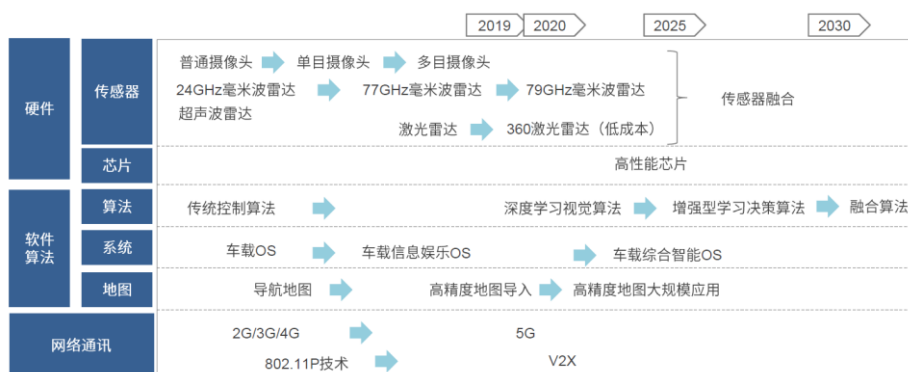 2019 2020 2025 2030
硬件
传感器
普通摄像头 单目摄像头 多目摄像头
24GHz毫米波雷达 77GHz毫米波雷达 79GHz毫米波雷达
超声波雷达
激光雷达 360激光雷达（低成本）
传感器融合
芯片
高性能芯片
软件
算法
算法
传统控制算法 深度学习视觉算法 增强型学习决策算法 融合算法
系统
车载OS 车载信息娱乐OS 车载综合智能OS
地图
导航地图 高精度地图导入 高精度地图大规模应用
网络通讯
2G/3G/4G 5G
802.11P技术 V2X